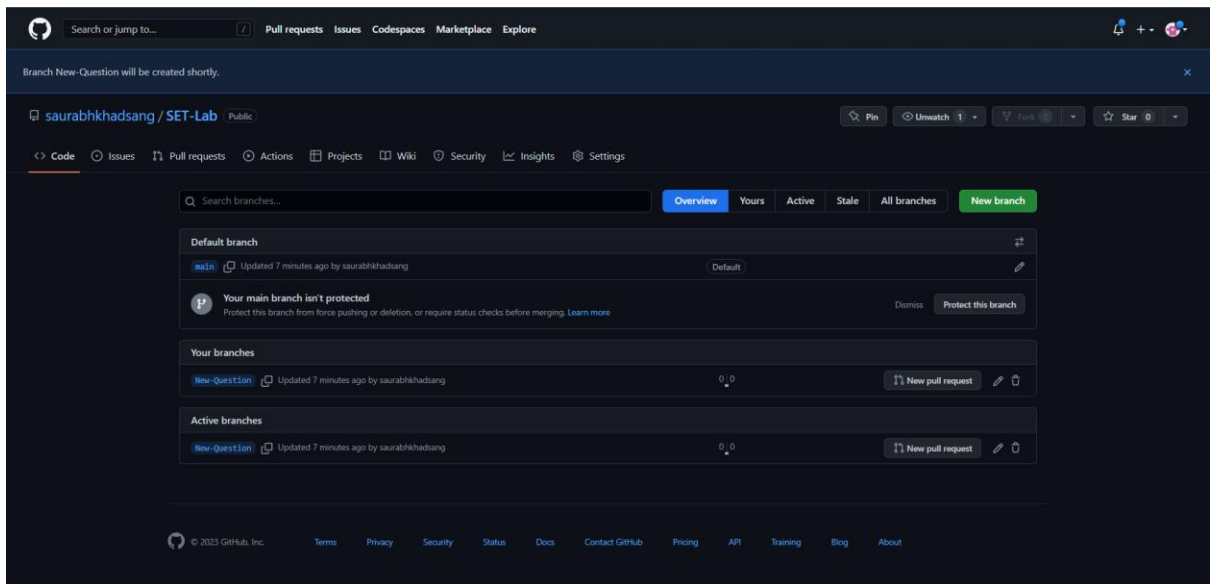 Search or jump to... / Pull requests Issues Codespaces Marketplace Explore
Branch New-Question will be created shortly.
saurabhkhadsang / SET-Lab Public Pin Unwatch 1 Fork 0 Star 0
Code Issues Pull requests Actions Projects Wiki Security Insights Settings
Search branches... Overview Yours Active Stale All branches New branch
Default branch
main Updated 7 minutes ago by saurabhkhadsang Default
Your main branch isn't protected
Protect this branch from force pushing or deletion, or require status checks before merging. Learn more Dismiss Protect this branch
Your branches
New-Question Updated 7 minutes ago by saurabhkhadsang 0 0 New pull request
Active branches
New-Question Updated 7 minutes ago by saurabhkhadsang 0 0 New pull request
© 2023 GitHub, Inc. Terms Privacy Security Status Docs Contact GitHub Pricing API Training Blog About